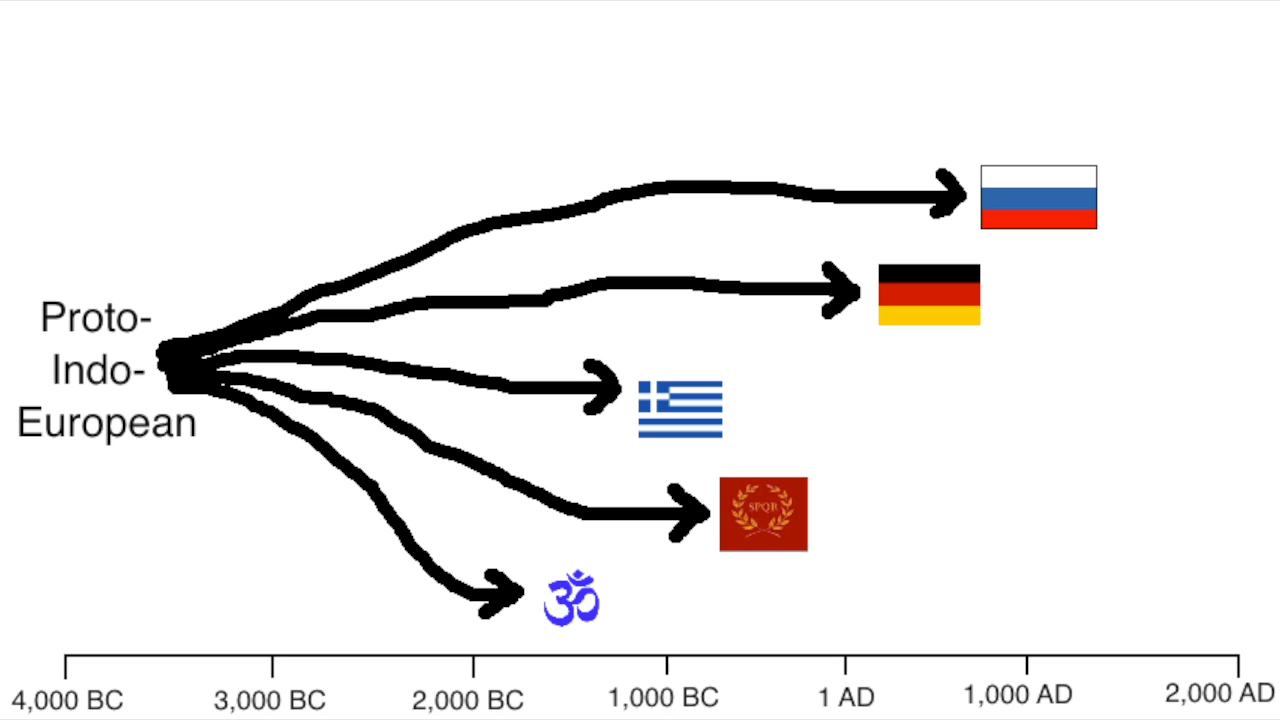 Proto-
Indo-
European
SPQR
ॐ
4,000 BC
3,000 BC
2,000 BC
1,000 BC
1 AD
1,000 AD
2,000 AD